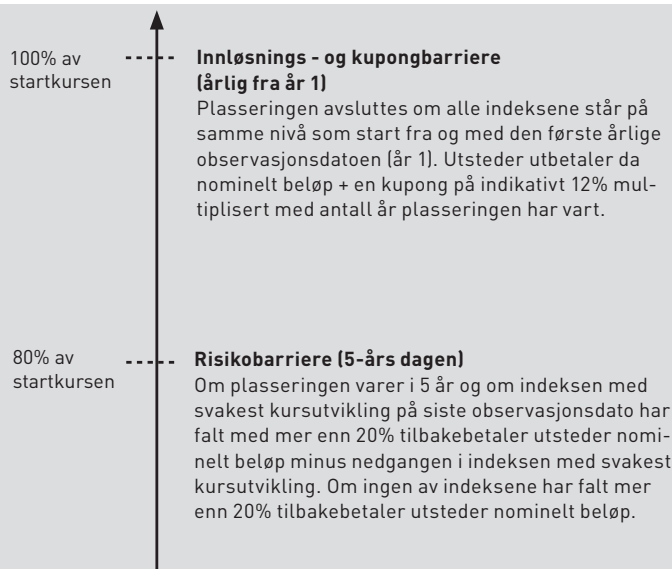 100% av
startkursen
Innløsnings - og kupongbarriere
(årlig fra år 1)
Plasseringen avsluttes om alle indeksene står på
samme nivå som start fra og med den første årlige
observasjonsdatoen (år 1). Utsteder utbetaler da
nominelt beløp + en kupong på indikativt 12% mul-
tiplisert med antall år plasseringen har vart.
80% av
startkursen
Risikobarriere (5-års dagen)
Om plasseringen varer i 5 år og om indeksen med
svakest kursutvikling på siste observasjonsdato har
falt med mer enn 20% tilbakebetaler utsteder nomi-
nelt beløp minus nedgangen i indeksen med svakest
kursutvikling. Om ingen av indeksene har falt mer
enn 20% tilbakebetaler utsteder nominelt beløp.